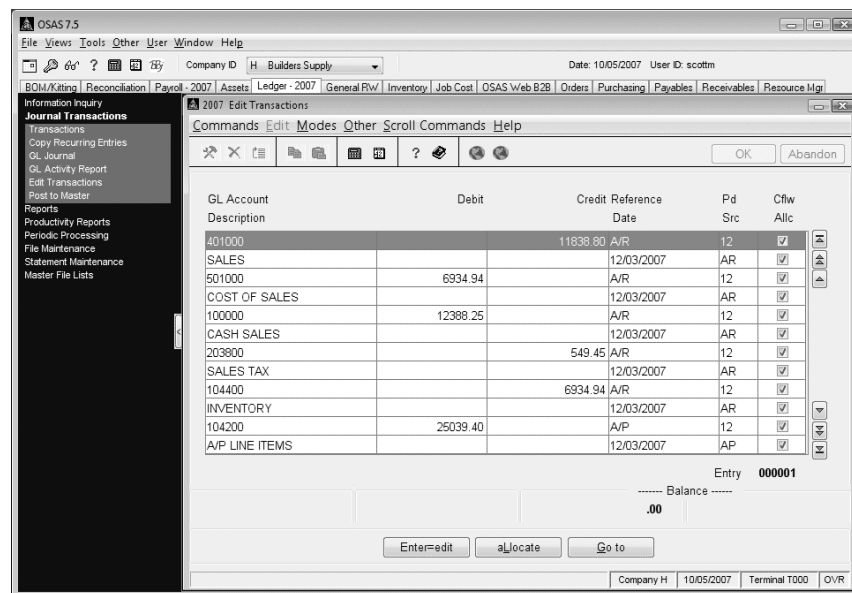 OSAS 7.5
File Views Tools Other User Window Help
Company ID H Builders Supply Date: 10/05/2007 User ID: scottm
BOM/Kitting Reconciliation Payroll - 2007 Assets Ledger - 2007 General RW Inventory Job Cost OSAS Web B2B Orders Purchasing Payables Receivables Resource Mgr
Information Inquiry
Journal Transactions
Transactions
Copy Recurring Entries
GL Journal
GL Activity Report
Edit Transactions
Post to Master
Reports
Productivity Reports
Periodic Processing
File Maintenance
Statement Maintenance
Master File Lists
2007 Edit Transactions
Commands Edit Modes Other Scroll Commands Help
OK Abandon
GL Account Debit Credit Reference Pd Cflw
Description Date Src Allc
401000 11838.80 A/R 12
SALES 12/03/2007 AR
501000 6934.94 A/R 12
COST OF SALES 12/03/2007 AR
100000 12388.25 A/R 12
CASH SALES 12/03/2007 AR
203800 549.45 A/R 12
SALES TAX 12/03/2007 AR
104400 6934.94 A/R 12
INVENTORY 12/03/2007 AR
104200 25039.40 A/P 12
A/P LINE ITEMS 12/03/2007 AP
Entry 000001
------- Balance ------
.00
Enter=edit aLlocate Go to
Company H 10/05/2007 Terminal T000 OVR